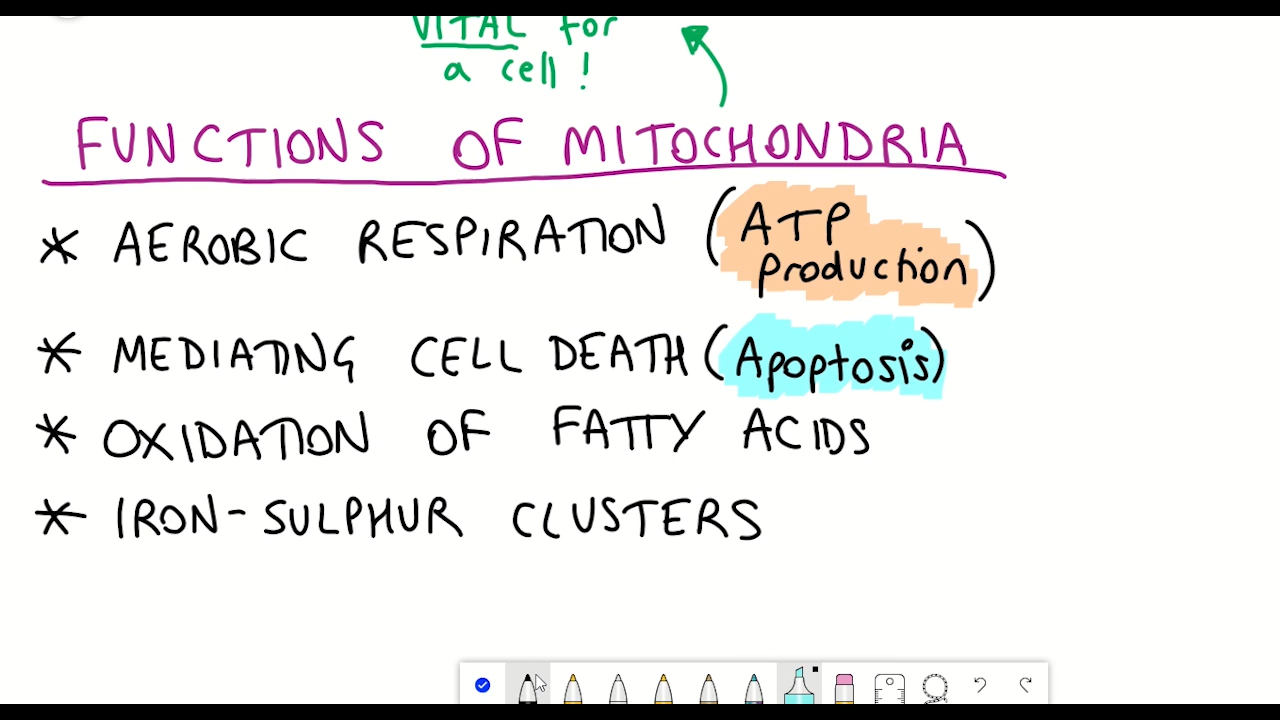 VITAL for
a cell!
FUNCTIONS OF MITOCHONDRIA
* AEROBIC RESPIRATION (ATP
production)
* MEDIATING CELL DEATH (Apoptosis)
* OXIDATION OF FATTY ACIDS
* IRON-SULPHUR CLUSTERS